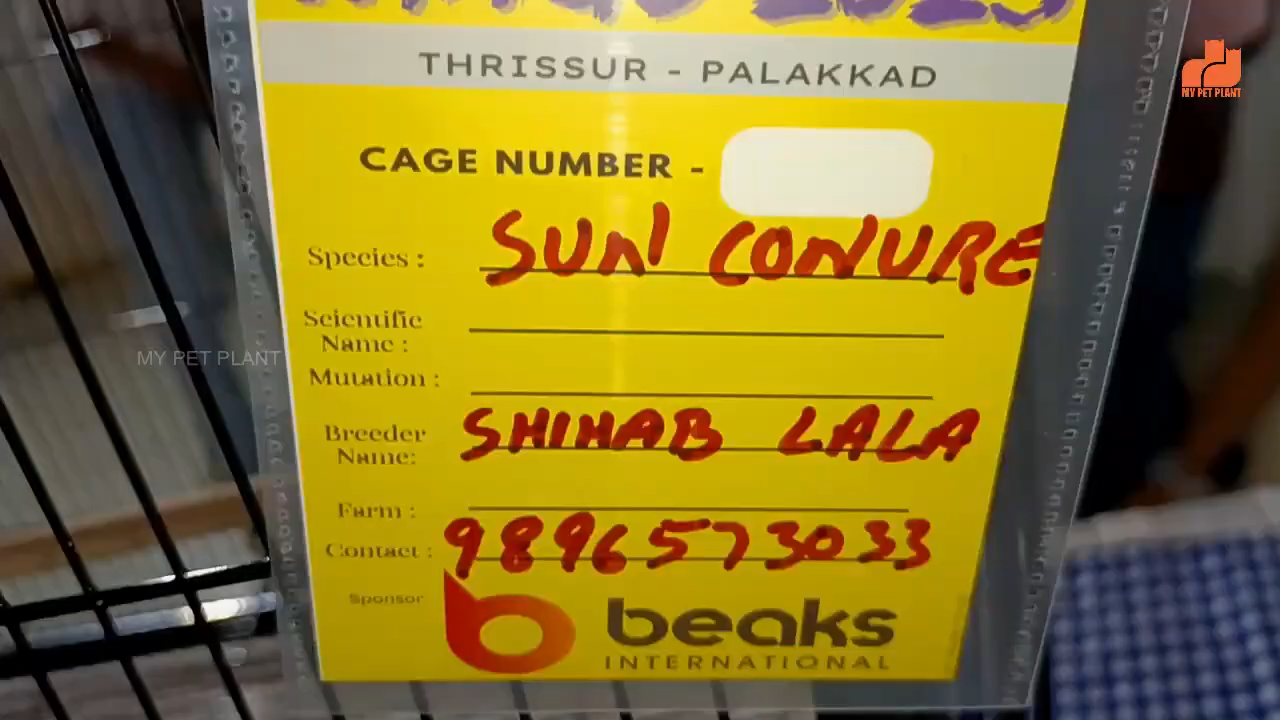 THRISSUR - PALAKKAD
MY PET PLANT
CAGE NUMBER -
Species : SUN CONURE
Scientific Name :
MY PET PLANT
Mutation :
Breeder Name: SHIHAB LALA
Farm :
Contact : 9896573033
Sponsor
beaks
INTERNATIONAL